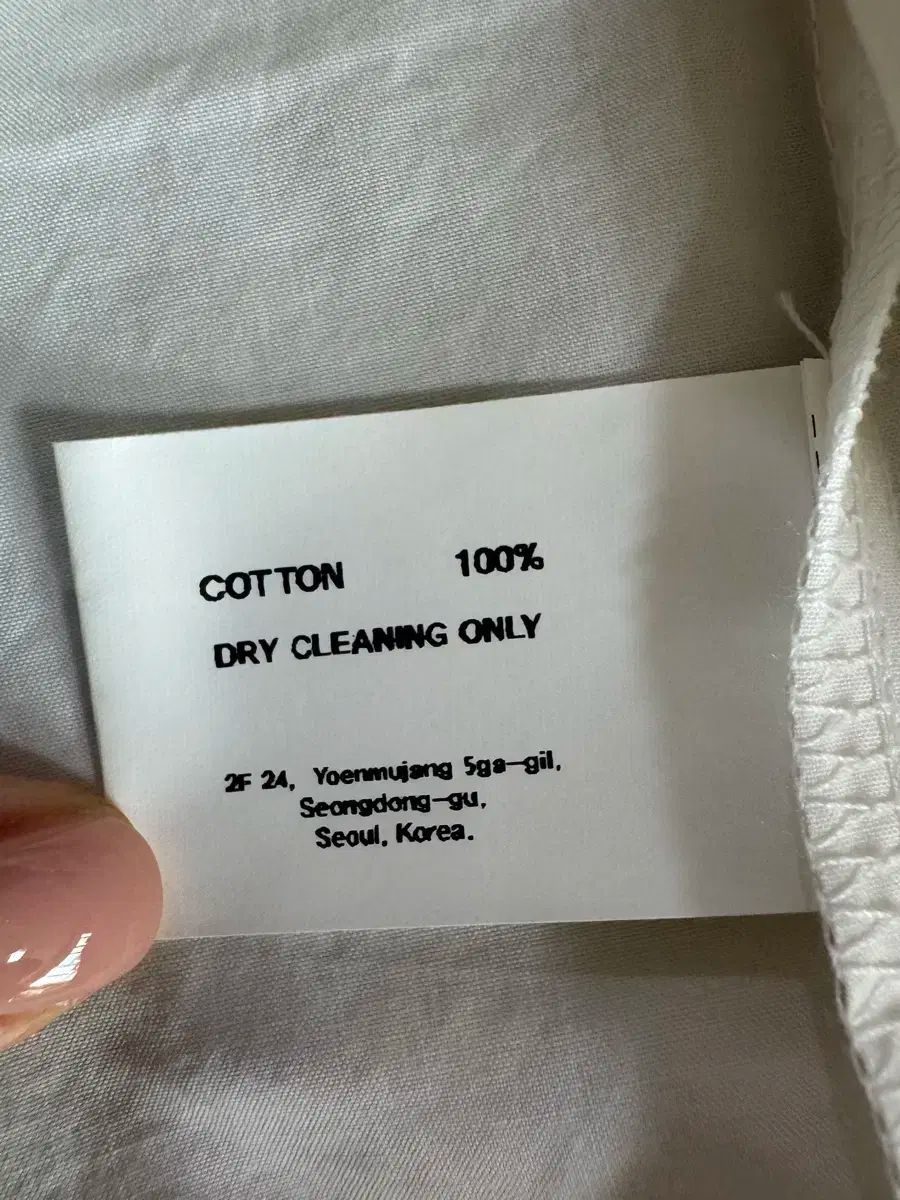 COTTON 100%
DRY CLEANING ONLY
2F 24, Yoenmujang 5ga-gil,
Seongdong-gu,
Seoul, Korea.